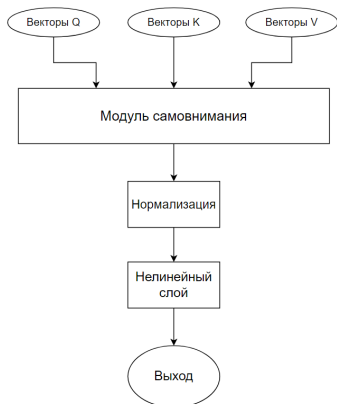 Векторы Q
Векторы K
Векторы V
Модуль самовнимания
Нормализация
Нелинейный
слой
Выход